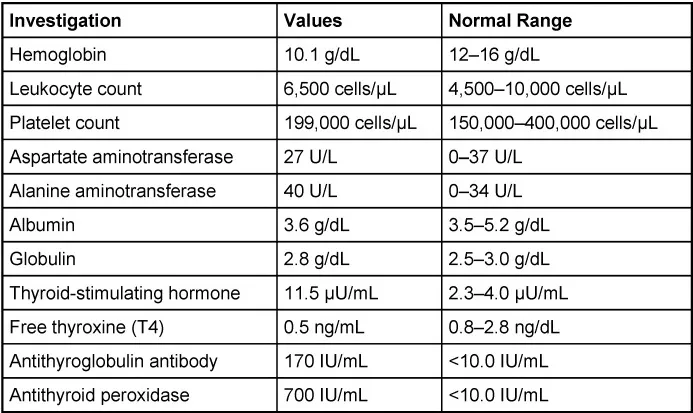 Investigation Values Normal Range
Hemoglobin 10.1 g/dL 12–16 g/dL
Leukocyte count 6,500 cells/µL 4,500–10,000 cells/µL
Platelet count 199,000 cells/µL 150,000–400,000 cells/µL
Aspartate aminotransferase 27 U/L 0–37 U/L
Alanine aminotransferase 40 U/L 0–34 U/L
Albumin 3.6 g/dL 3.5–5.2 g/dL
Globulin 2.8 g/dL 2.5–3.0 g/dL
Thyroid-stimulating hormone 11.5 µU/mL 2.3–4.0 µU/mL
Free thyroxine (T4) 0.5 ng/mL 0.8–2.8 ng/dL
Antithyroglobulin antibody 170 IU/mL <10.0 IU/mL
Antithyroid peroxidase 700 IU/mL <10.0 IU/mL